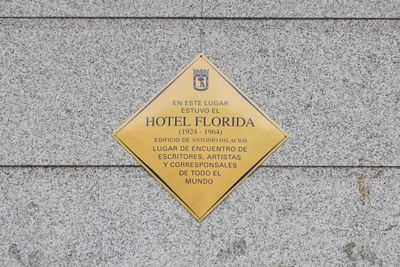 EN ESTE LUGAR
ESTUVO EL
HOTEL FLORIDA
(1924 - 1964)
EDIFICIO DE ANTONIO PALACIOS
LUGAR DE ENCUENTRO DE
ESCRITORES, ARTISTAS
Y CORRESPONSALES
DE TODO EL
MUNDO